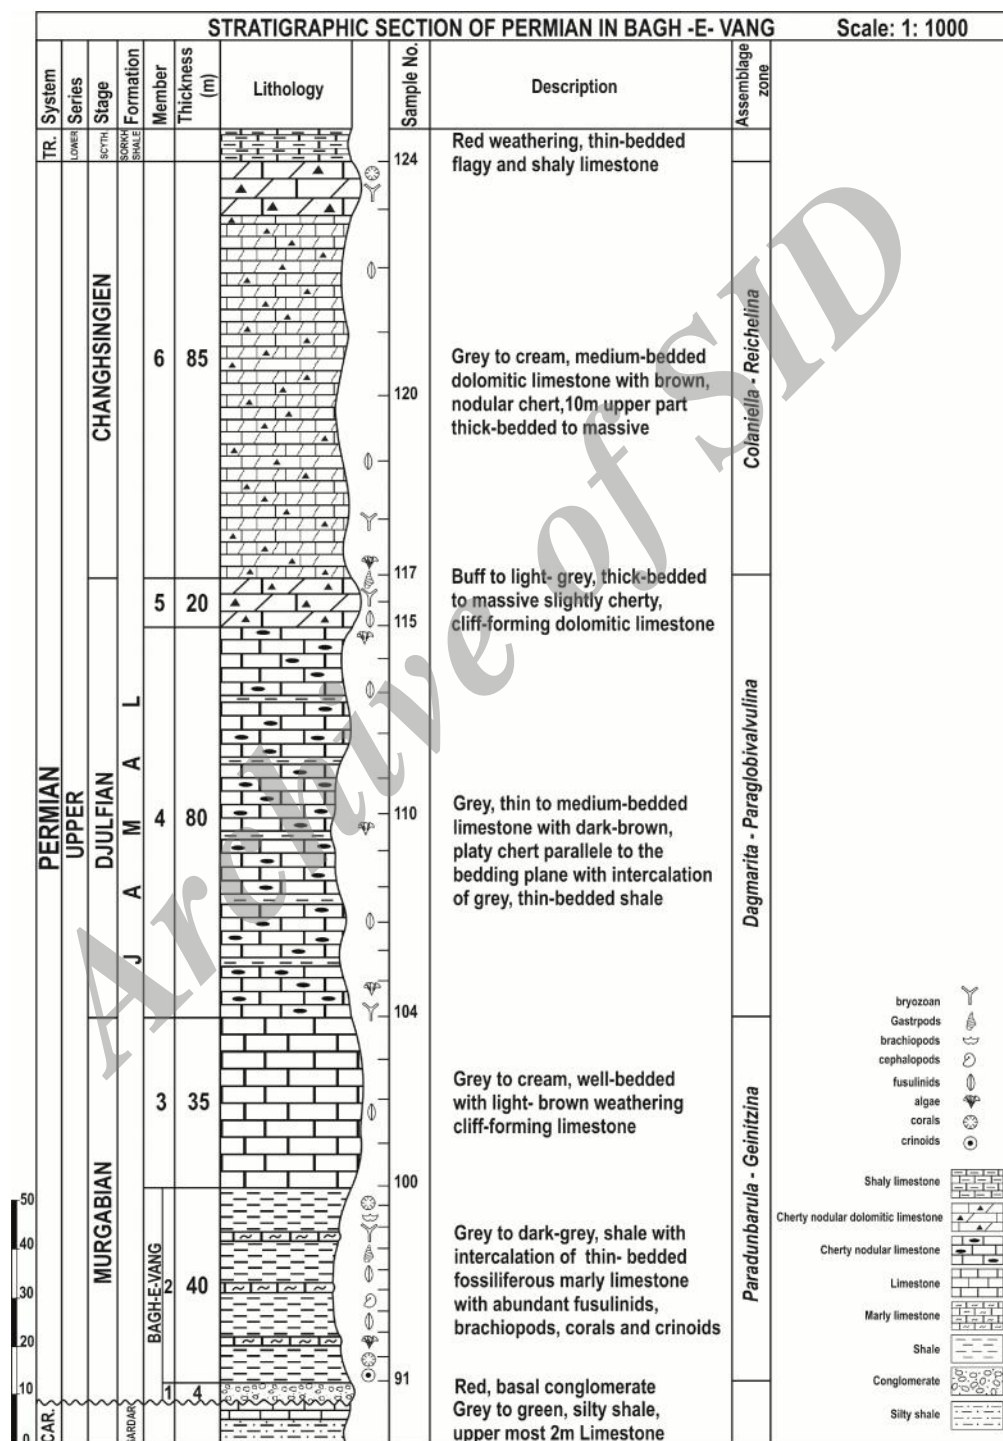 STRATIGRAPHIC SECTION OF PERMIAN IN BAGH -E- VANG Scale: 1: 1000
System
Series
Stage
Formation
Member
Thickness
(m)
Lithology
Sample No.
Description
Assemblage
zone
TR.
LOWER
SCYTH.
SORKH
SHALE
Red weathering, thin-bedded
flagy and shaly limestone
124
PERMIAN
UPPER
CHANGHSINGIEN
6
85
120
Grey to cream, medium-bedded
dolomitic limestone with brown,
nodular chert,10m upper part
thick-bedded to massive
Colaniella - Reichelina
117
DJULFIAN
JAMAL
5
20
115
Buff to light- grey, thick-bedded
to massive slightly cherty,
cliff-forming dolomitic limestone
4
80
110
Grey, thin to medium-bedded
limestone with dark-brown,
platy chert parallele to the
bedding plane with intercalation
of grey, thin-bedded shale
Dagmarita - Paraglobivalvulina
104
MURGABIAN
3
35
Grey to cream, well-bedded
with light- brown weathering
cliff-forming limestone
100
Paradunbarula - Geinitzina
BAGH-E-VANG
2
40
Grey to dark-grey, shale with
intercalation of thin- bedded
fossiliferous marly limestone
with abundant fusulinids,
brachiopods, corals and crinoids
91
1
4
Red, basal conglomerate
CAR.
SARDAR
Grey to green, silty shale,
upper most 2m Limestone
50
40
30
20
10
0
bryozoan
Gastrpods
brachiopods
cephalopods
fusulinids
algae
corals
crinoids
Shaly limestone
Cherty nodular dolomitic limestone
Cherty nodular limestone
Limestone
Marly limestone
Shale
Conglomerate
Silty shale
Archive of SID